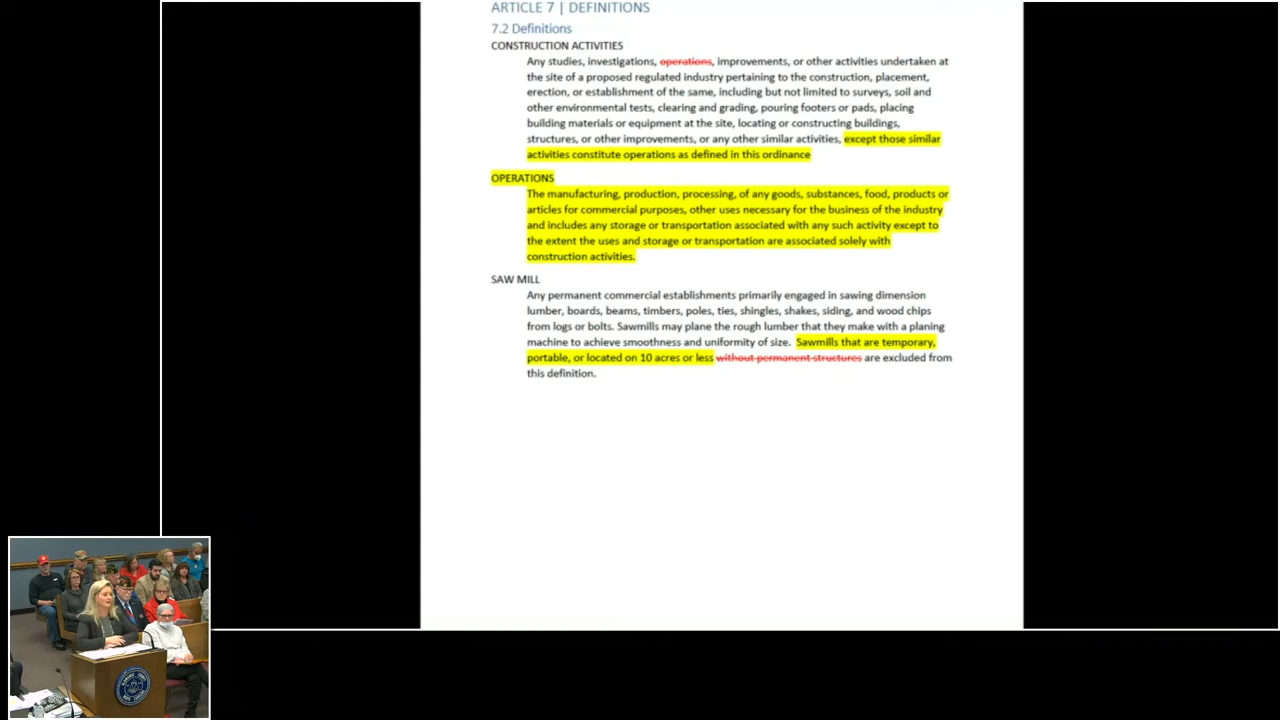 ARTICLE 7 | DEFINITIONS
7.2 Definitions
CONSTRUCTION ACTIVITIES
Any studies, investigations, operations, improvements, or other activities undertaken at
the site of a proposed regulated industry pertaining to the construction, placement,
erection, or establishment of the same, including but not limited to surveys, soil and
other environmental tests, clearing and grading, pouring footers or pads, placing
building materials or equipment at the site, locating or constructing buildings,
structures, or other improvements, or any other similar activities, except those similar
activities constitute operations as defined in this ordinance
OPERATIONS
The manufacturing, production, processing, of any goods, substances, food, products or
articles for commercial purposes, other uses necessary for the business of the industry
and includes any storage or transportation associated with any such activity except to
the extent the uses and storage or transportation are associated solely with
construction activities.
SAW MILL
Any permanent commercial establishments primarily engaged in sawing dimension
lumber, boards, beams, timbers, poles, ties, shingles, shakes, siding, and wood chips
from logs or bolts. Sawmills may plane the rough lumber that they make with a planing
machine to achieve smoothness and uniformity of size. Sawmills that are temporary,
portable, or located on 10 acres or less without permanent structures are excluded from
this definition.